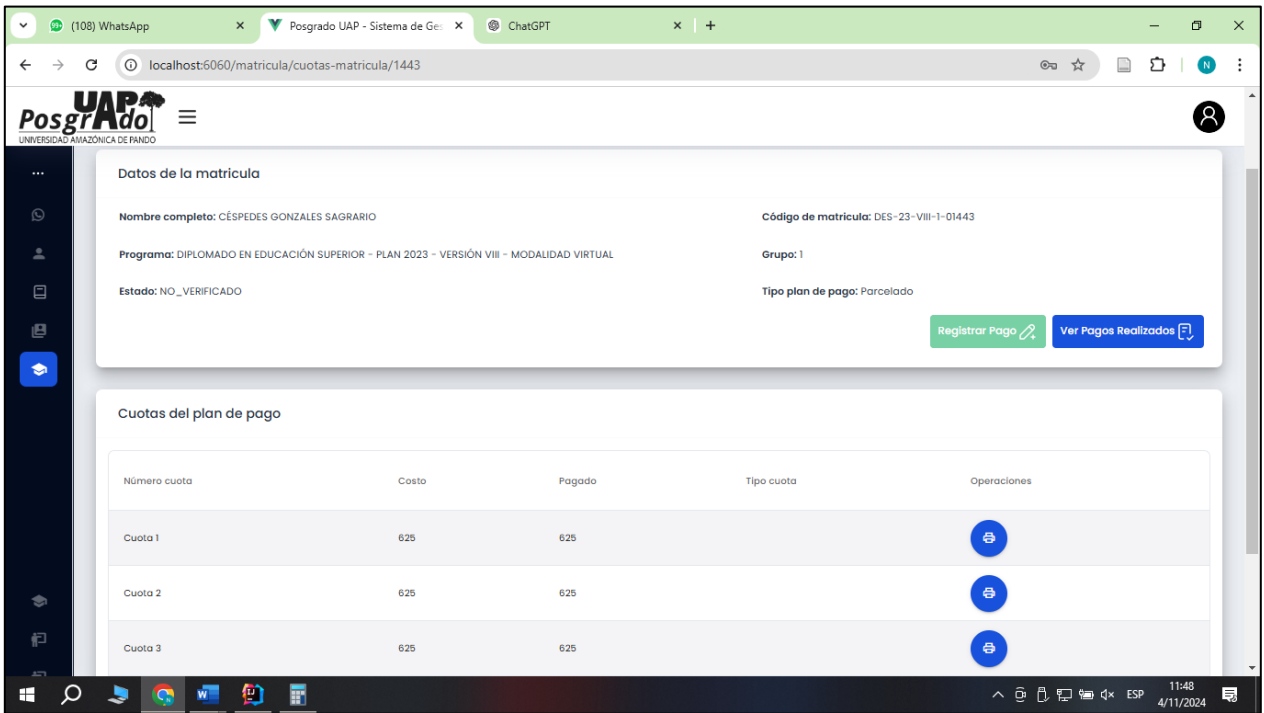 99+ (108) WhatsApp
Posgrado UAP - Sistema de Ges
ChatGPT
localhost:6060/matricula/cuotas-matricula/1443
N
UAP
PosgrAdo
UNIVERSIDAD AMAZÓNICA DE PANDO
Datos de la matricula
Nombre completo: CÉSPEDES GONZALES SAGRARIO
Código de matricula: DES-23-VIII-1-01443
Programa: DIPLOMADO EN EDUCACIÓN SUPERIOR - PLAN 2023 - VERSIÓN VIII - MODALIDAD VIRTUAL
Grupo: 1
Estado: NO_VERIFICADO
Tipo plan de pago: Parcelado
Registrar Pago
Ver Pagos Realizados
Cuotas del plan de pago
Número cuota Costo Pagado Tipo cuota Operaciones
Cuota 1 625 625
Cuota 2 625 625
Cuota 3 625 625
ESP
11:48
4/11/2024